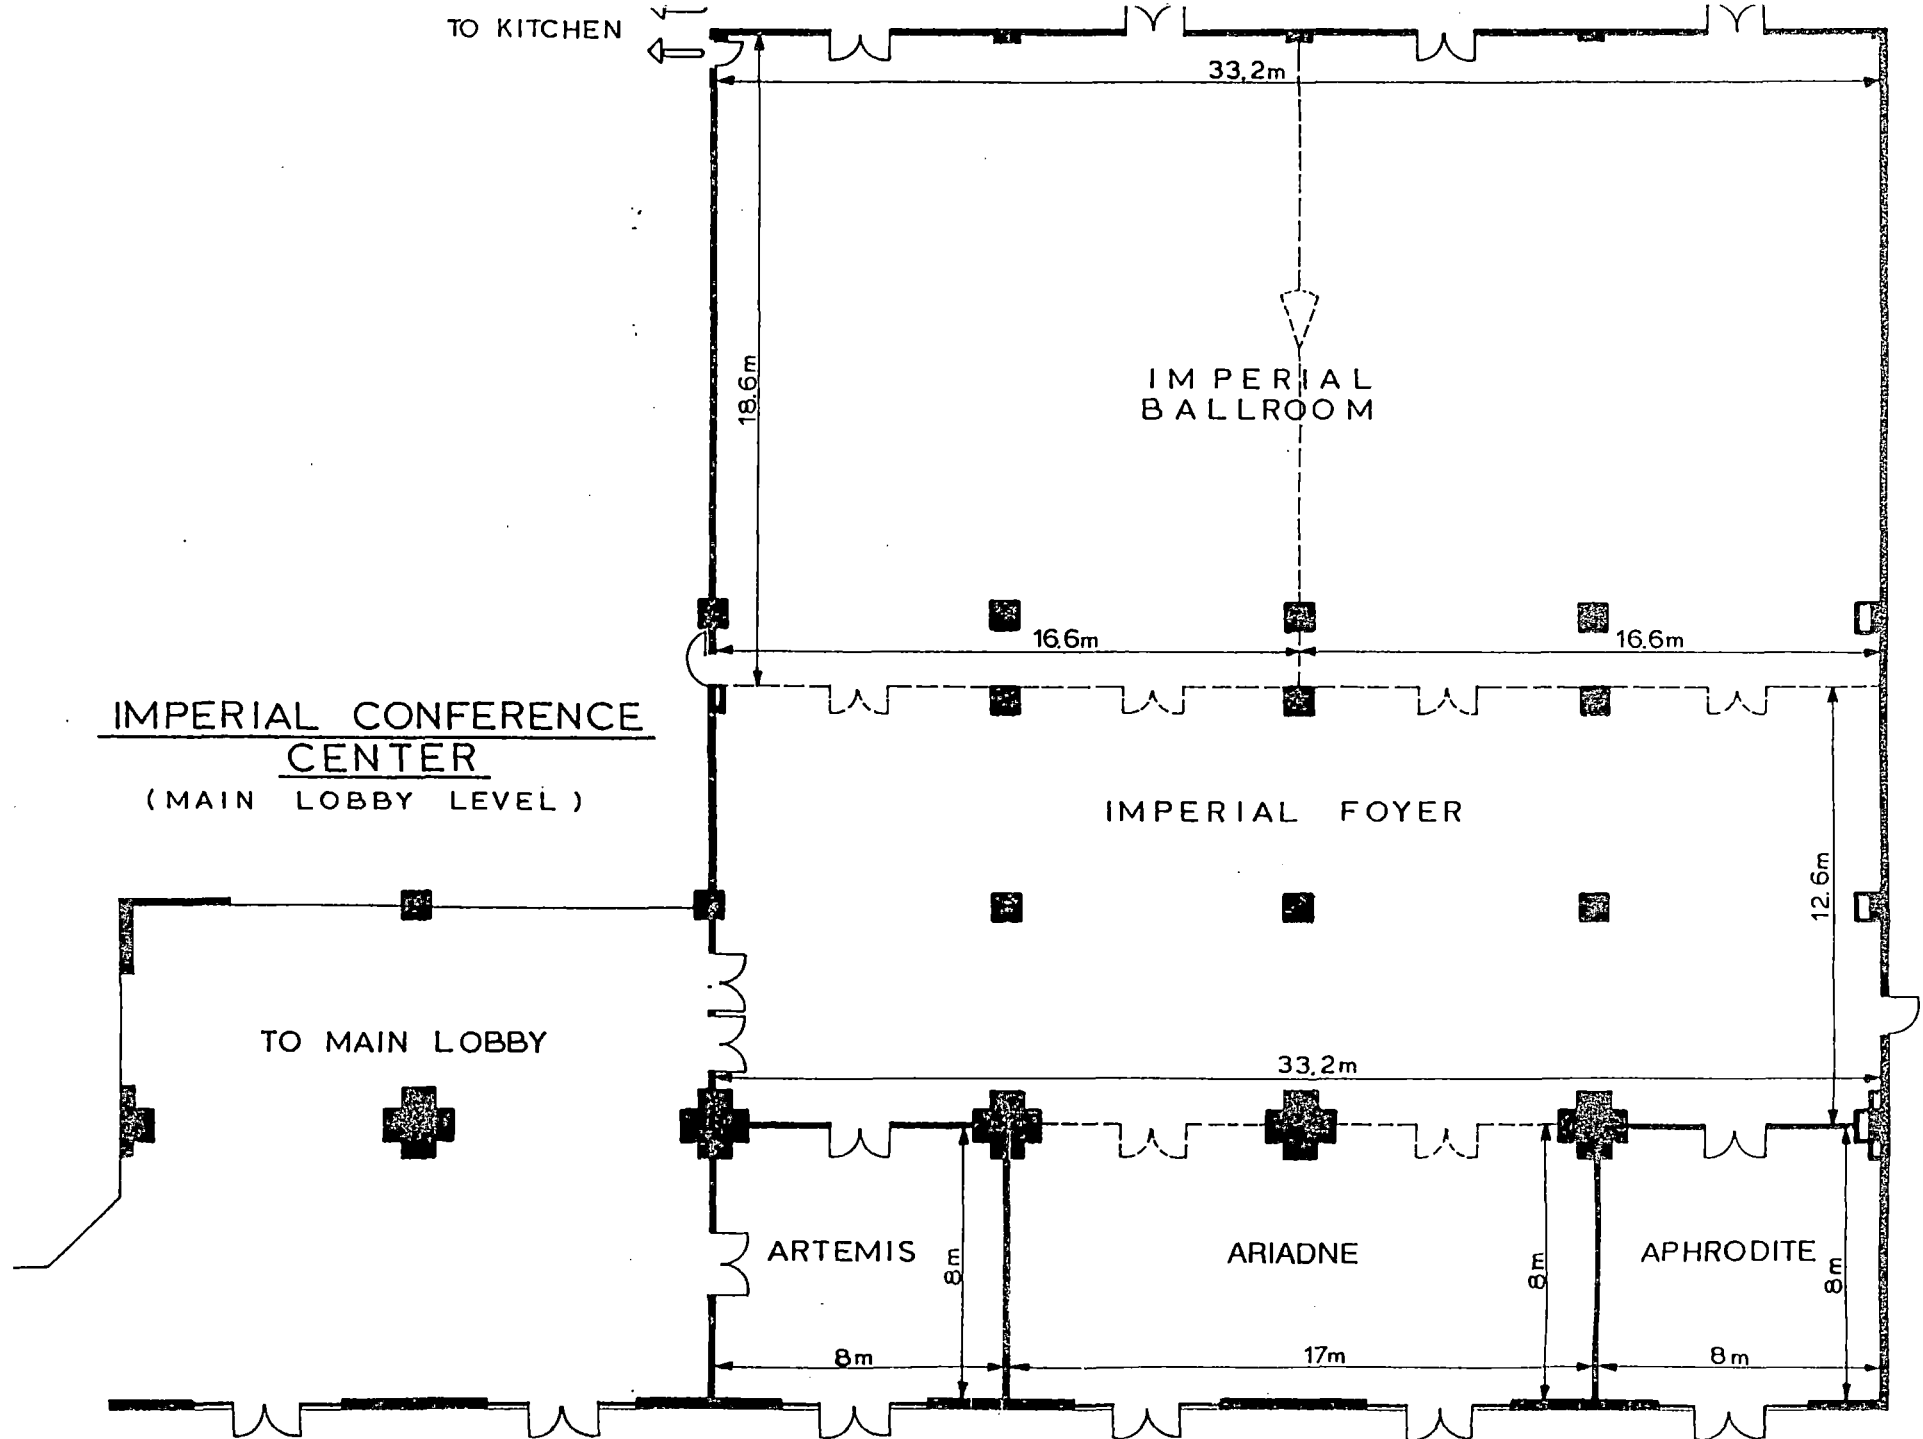 TO KITCHEN
33,2m
18.6m
IMPERIAL
BALLROOM
16.6m
16.6m
IMPERIAL CONFERENCE
CENTER
(MAIN LOBBY LEVEL)
IMPERIAL FOYER
12.6m
TO MAIN LOBBY
33,2m
ARTEMIS
8m
ARIADNE
8m
APHRODITE
8m
8m
17m
8m